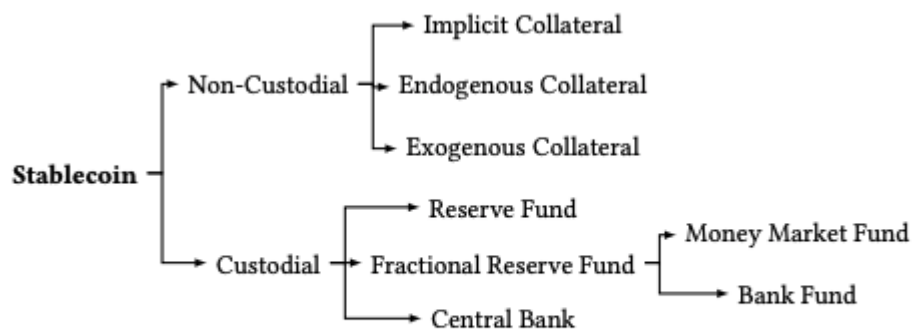 Stablecoin
Non-Custodial
Implicit Collateral
Endogenous Collateral
Exogenous Collateral
Custodial
Reserve Fund
Fractional Reserve Fund
Money Market Fund
Bank Fund
Central Bank